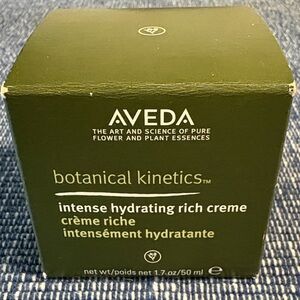 AVEDA
THE ART AND SCIENCE OF PURE
FLOWER AND PLANT ESSENCES
botanical kinetics™
intense hydrating rich creme
crème riche
intensément hydratante
net wt/poids net 1.7 oz/50 ml ℮